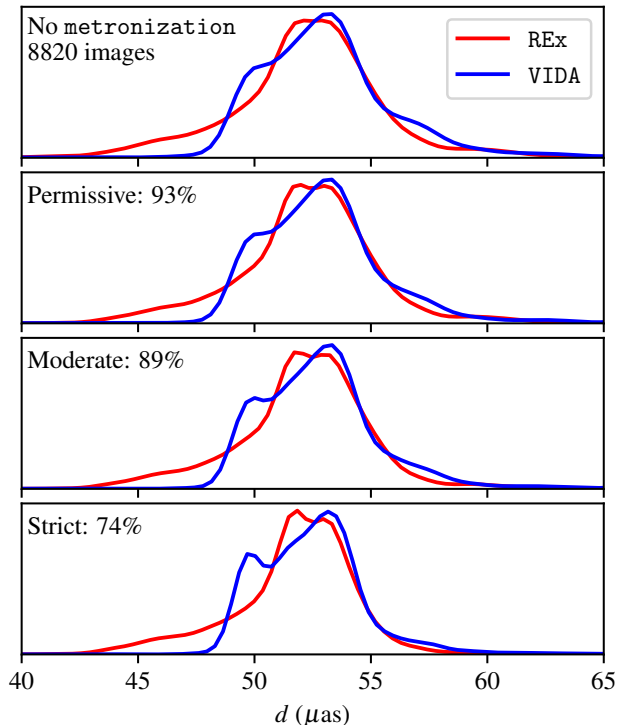 No metronization
8820 images
REx
VIDA
Permissive: 93%
Moderate: 89%
Strict: 74%
40 45 50 55 60 65
d (μas)